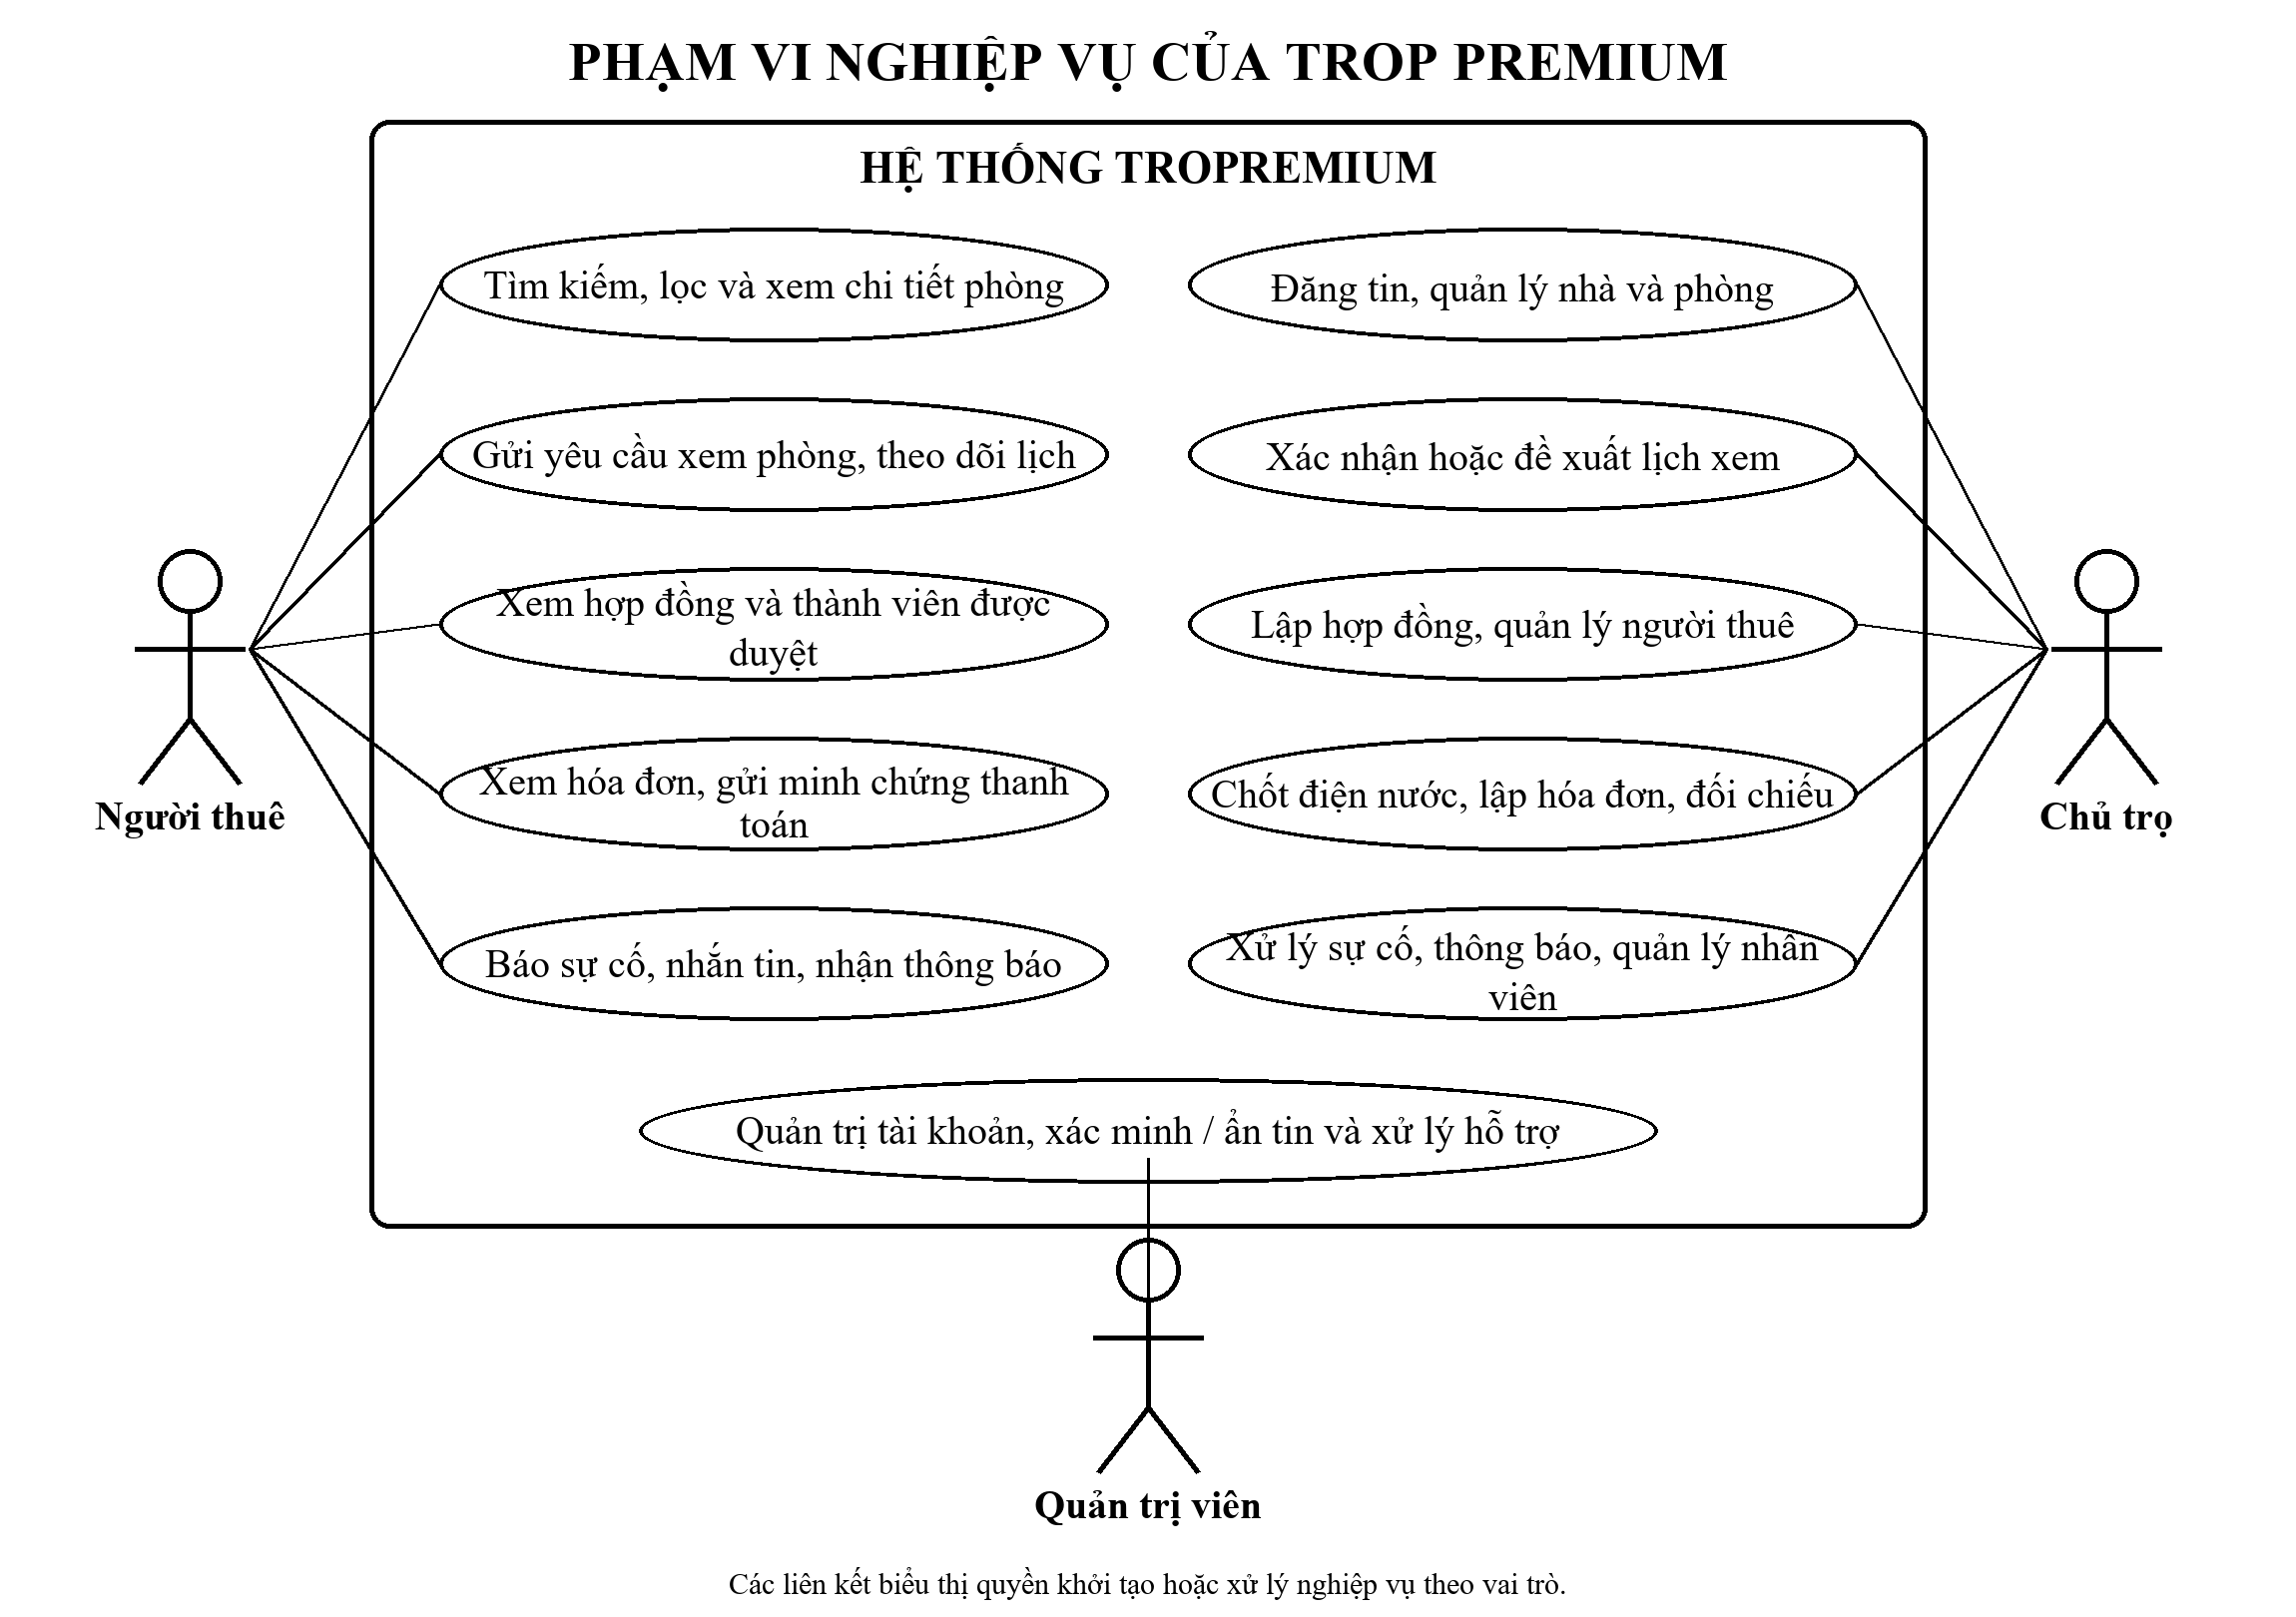 PHẠM VI NGHIỆP VỤ CỦA TROP PREMIUM
HỆ THỐNG TROPREMIUM
Tìm kiếm, lọc và xem chi tiết phòng
Đăng tin, quản lý nhà và phòng
Gửi yêu cầu xem phòng, theo dõi lịch
Xác nhận hoặc đề xuất lịch xem
Xem hợp đồng và thành viên được
duyệt
Lập hợp đồng, quản lý người thuê
Xem hóa đơn, gửi minh chứng thanh
toán
Chốt điện nước, lập hóa đơn, đối chiếu
Người thuê
Chủ trọ
Báo sự cố, nhắn tin, nhận thông báo
Xử lý sự cố, thông báo, quản lý nhân
viên
Quản trị tài khoản, xác minh / ẩn tin và xử lý hỗ trợ
Quản trị viên
Các liên kết biểu thị quyền khởi tạo hoặc xử lý nghiệp vụ theo vai trò.